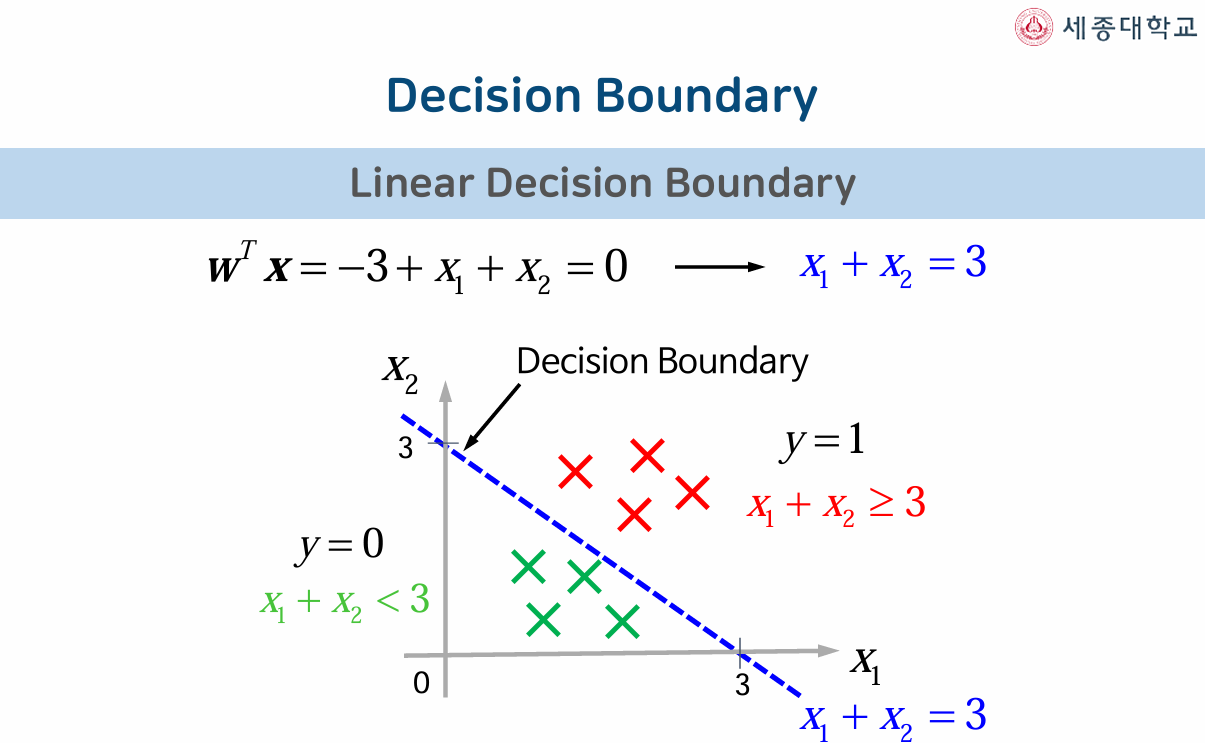 세종대학교
Decision Boundary
Linear Decision Boundary
wᵀ x = −3 + x₁ + x₂ = 0 → x₁ + x₂ = 3
x₂
Decision Boundary
3
y = 1
x₁ + x₂ ≥ 3
y = 0
x₁ + x₂ < 3
x₁
0
3
x₁ + x₂ = 3